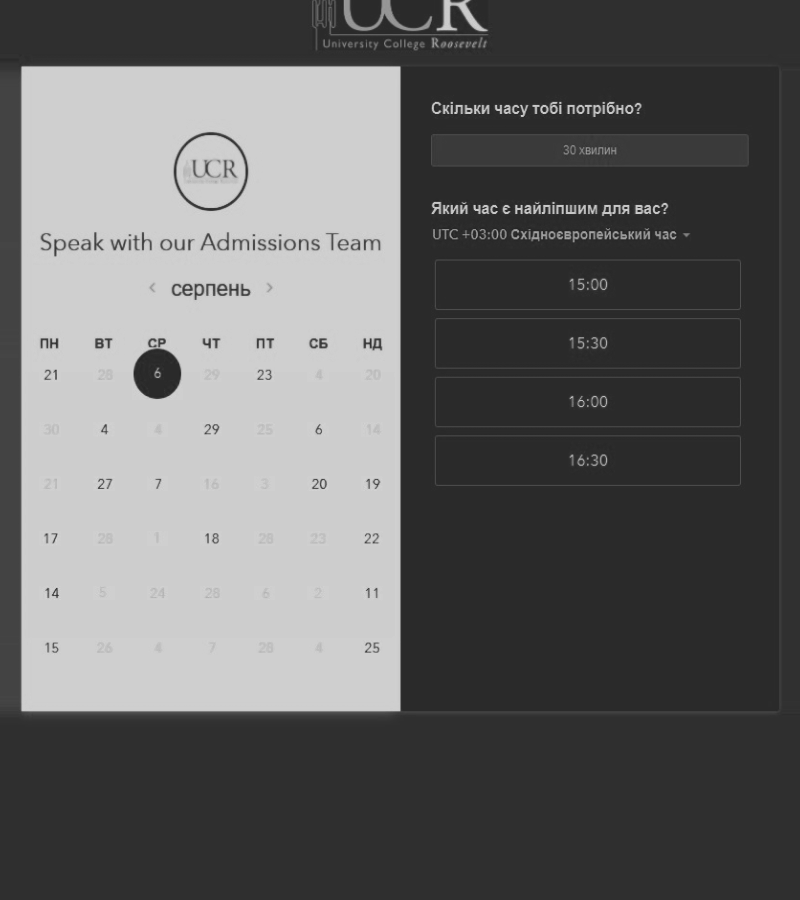 UCR
University College Roosevelt
UCR
Speak with our Admissions Team
серпень
ПН ВТ СР ЧТ ПТ СБ НД
21 28 6 29 23 4 20
30 4 4 29 25 6 14
21 27 7 16 3 20 19
17 28 1 18 28 23 22
14 5 24 28 6 2 11
15 26 4 7 28 4 25
Скільки часу тобі потрібно?
30 хвилин
Який час є найліпшим для вас?
UTC +03:00 Східноєвропейський час
15:00
15:30
16:00
16:30